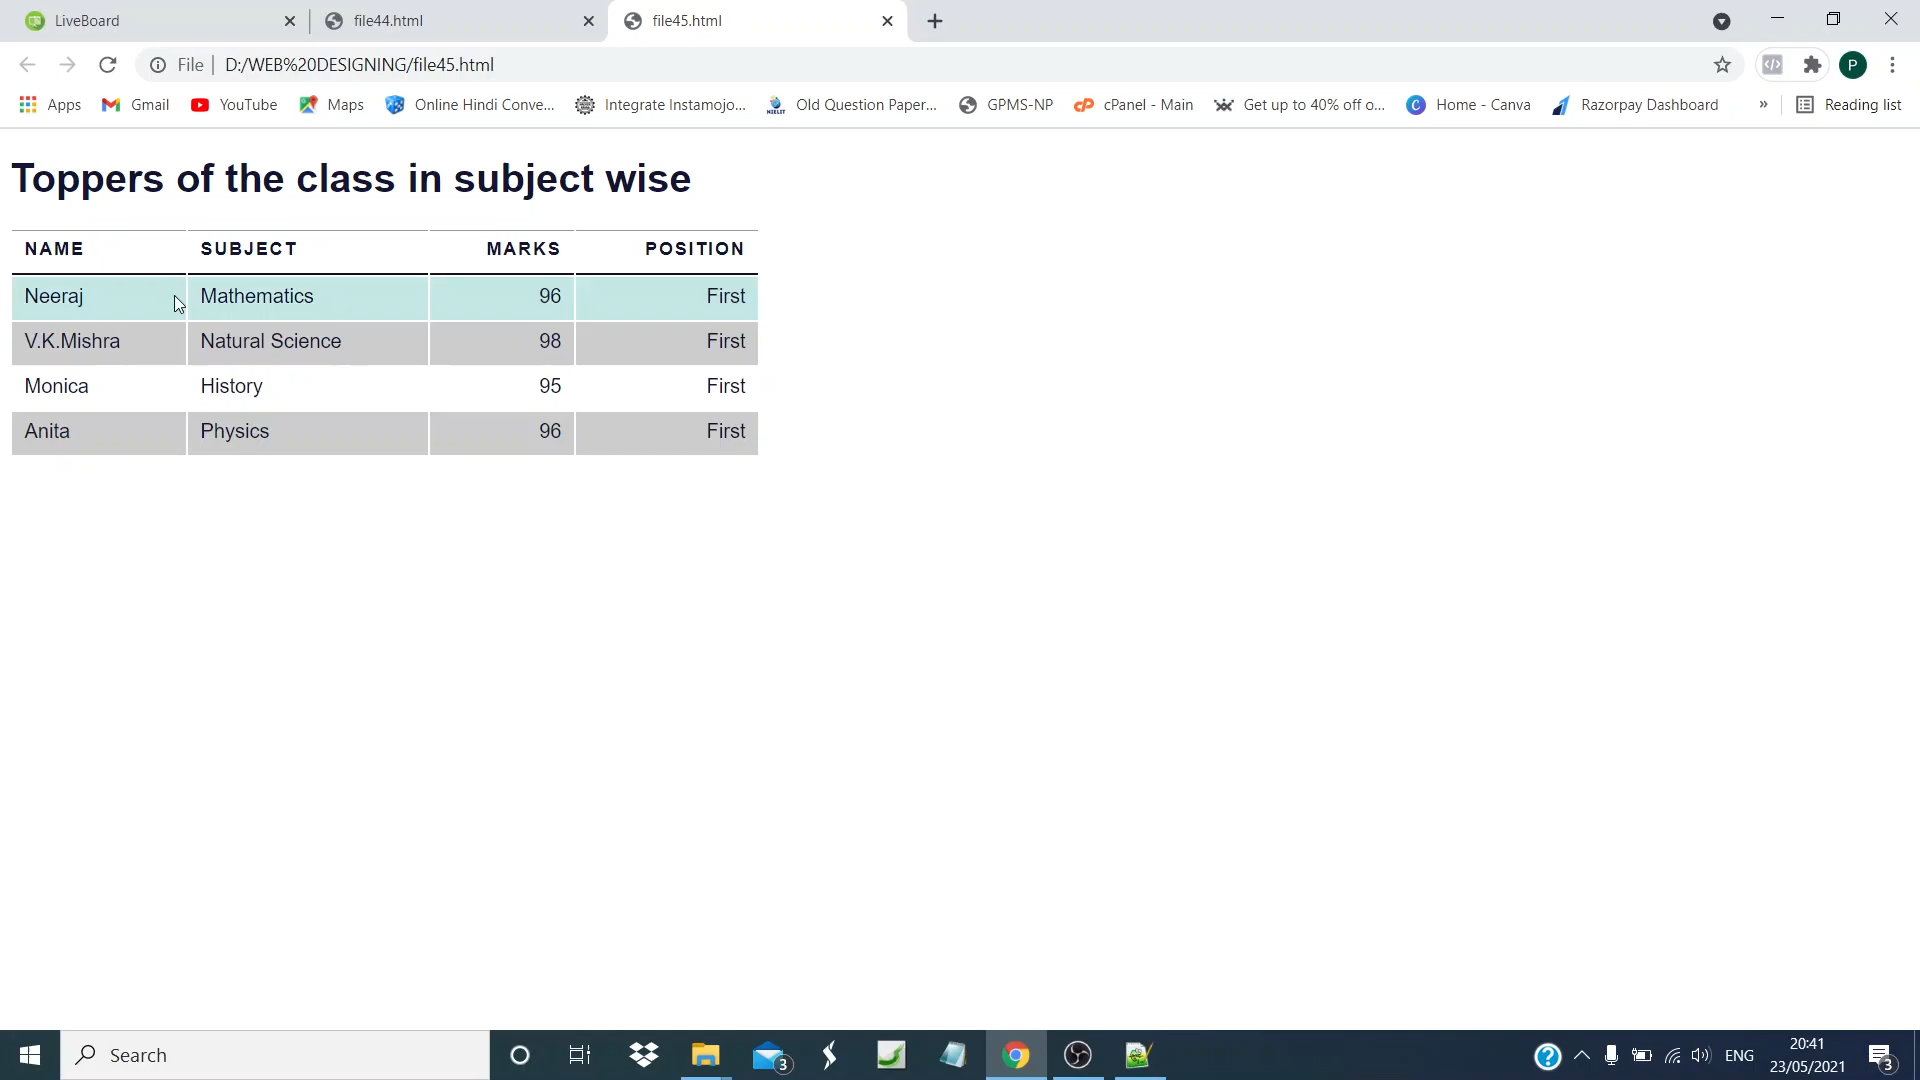 LiveBoard
file44.html
file45.html
File | D:/WEB%20DESIGNING/file45.html
P
Apps Gmail YouTube Maps Online Hindi Conve... Integrate Instamojo... Old Question Paper... GPMS-NP cPanel - Main Get up to 40% off o... Home - Canva Razorpay Dashboard » Reading list
Toppers of the class in subject wise
NAME SUBJECT MARKS POSITION
Neeraj Mathematics 96 First
V.K.Mishra Natural Science 98 First
Monica History 95 First
Anita Physics 96 First
Search
3
ENG
20:41
23/05/2021
3